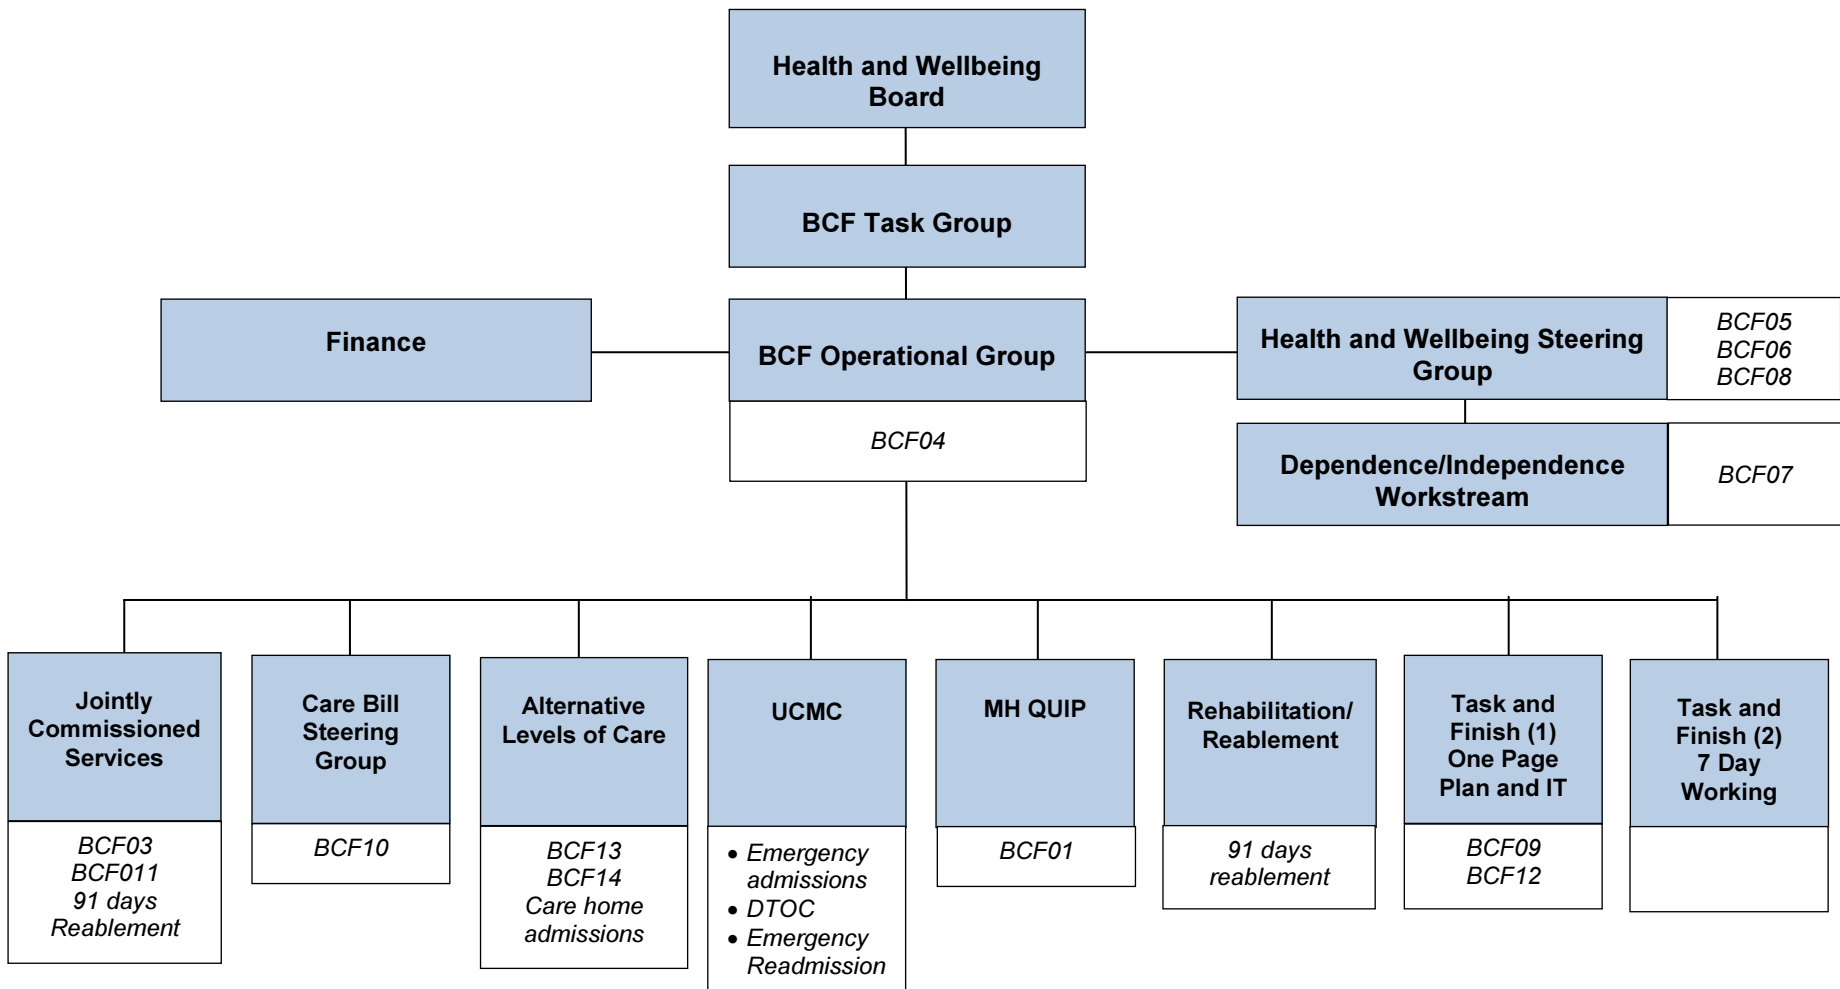 Health and Wellbeing
Board
BCF Task Group
Finance
BCF Operational Group
BCF04
Health and Wellbeing Steering
Group
BCF05
BCF06
BCF08
Dependence/Independence
Workstream
BCF07
Jointly
Commissioned
Services
BCF03
BCF011
91 days
Reablement
Care Bill
Steering
Group
BCF10
Alternative
Levels of Care
BCF13
BCF14
Care home
admissions
UCMC
• Emergency
admissions
• DTOC
• Emergency
Readmission
MH QUIP
BCF01
Rehabilitation/
Reablement
91 days
reablement
Task and
Finish (1)
One Page
Plan and IT
BCF09
BCF12
Task and
Finish (2)
7 Day
Working